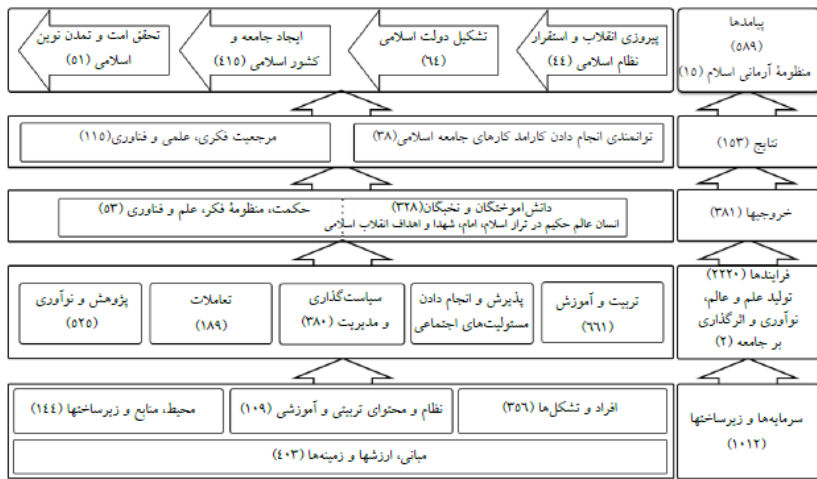 پیامدها
(۵۸۹)
منظومهٔ آرمانی اسلام (۱۵)
پیروزی انقلاب و استقرار
نظام اسلامی (۴۴)
تشکیل دولت اسلامی
(۶۴)
ایجاد جامعه و
کشور اسلامی (۴۱۵)
تحقق امت و تمدن نوین
اسلامی (۵۱)
نتایج (۱۵۳)
توانمندی انجام دادن کارامد کارهای جامعه اسلامی(۳۸)
مرجعیت فکری، علمی و فناوری(۱۱۵)
خروجیها (۳۸۱)
دانش‌آموختگان و نخبگان(۳۲۸)
حکمت، منظومهٔ فکر، علم و فناوری(۵۳)
انسان عالم حکیم در تراز اسلام، امام، شهدا و اهداف انقلاب اسلامی
فرایندها (۲۲۲۰)
تولید علم و عالم،
نوآوری و اثرگذاری
بر جامعه (۲)
تربیت و آموزش
(۶۶۱)
پذیرش و انجام دادن
مسئولیت‌های اجتماعی
سیاست‌گذاری
و مدیریت (۳۸۰)
تعاملات
(۱۸۹)
پژوهش و نوآوری
(۵۲۵)
سرمایه‌ها و زیرساختها
(۱۰۱۲)
افراد و تشکل‌ها (۳۵۶)
نظام و محتوای تربیتی و آموزشی (۱۰۹)
محیط، منابع و زیرساختها (۱۴۴)
مبانی، ارزشها و زمینه‌ها (۴۰۳)